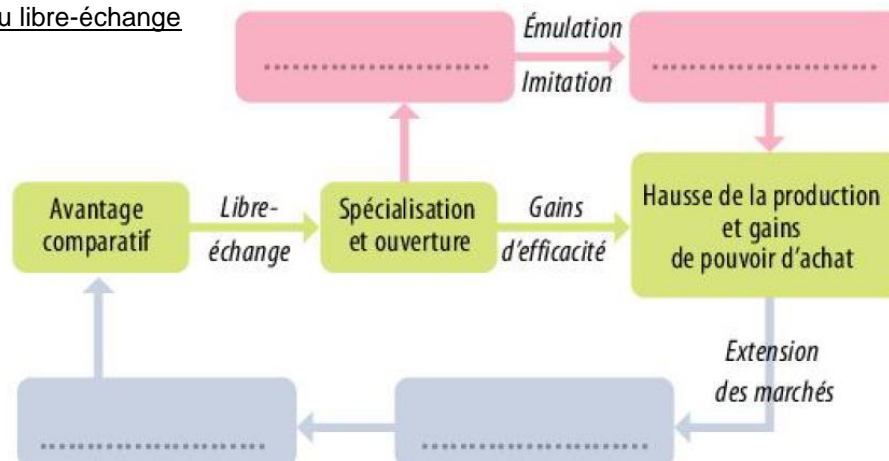 u libre-échange
Émulation
Imitation
Avantage
comparatif
Libre-
échange
Spécialisation
et ouverture
Gains
d'efficacité
Hausse de la production
et gains
de pouvoir d'achat
Extension
des marchés